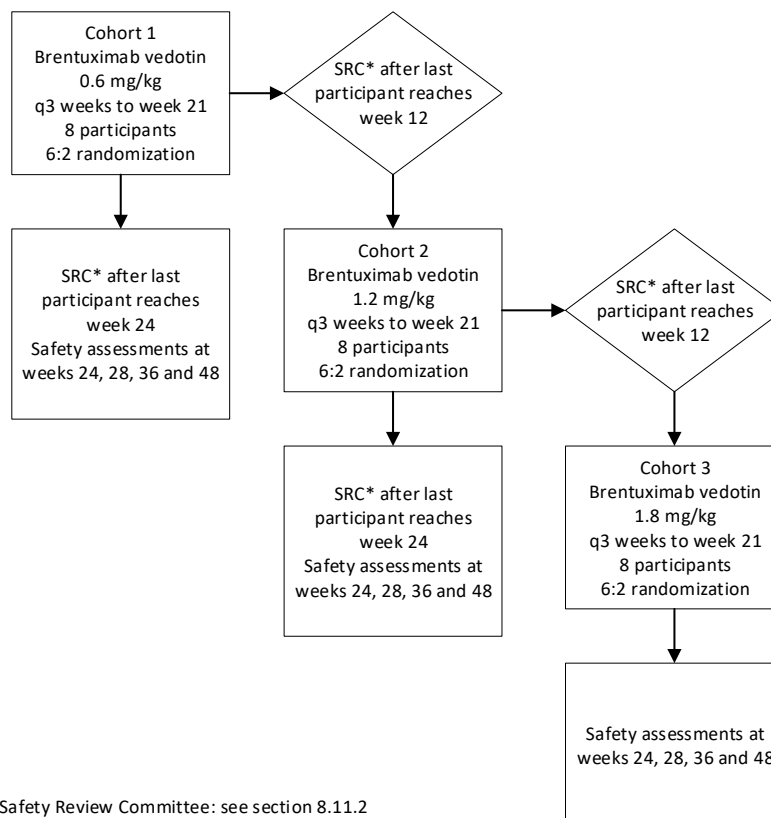 Cohort 1
Brentuximab vedotin
0.6 mg/kg
q3 weeks to week 21
8 participants
6:2 randomization
SRC* after last
participant reaches
week 12
SRC* after last
participant reaches
week 24
Safety assessments at
weeks 24, 28, 36 and 48
Cohort 2
Brentuximab vedotin
1.2 mg/kg
q3 weeks to week 21
8 participants
6:2 randomization
SRC* after last
participant reaches
week 12
SRC* after last
participant reaches
week 24
Safety assessments at
weeks 24, 28, 36 and 48
Cohort 3
Brentuximab vedotin
1.8 mg/kg
q3 weeks to week 21
8 participants
6:2 randomization
Safety assessments at
weeks 24, 28, 36 and 48
Safety Review Committee: see section 8.11.2